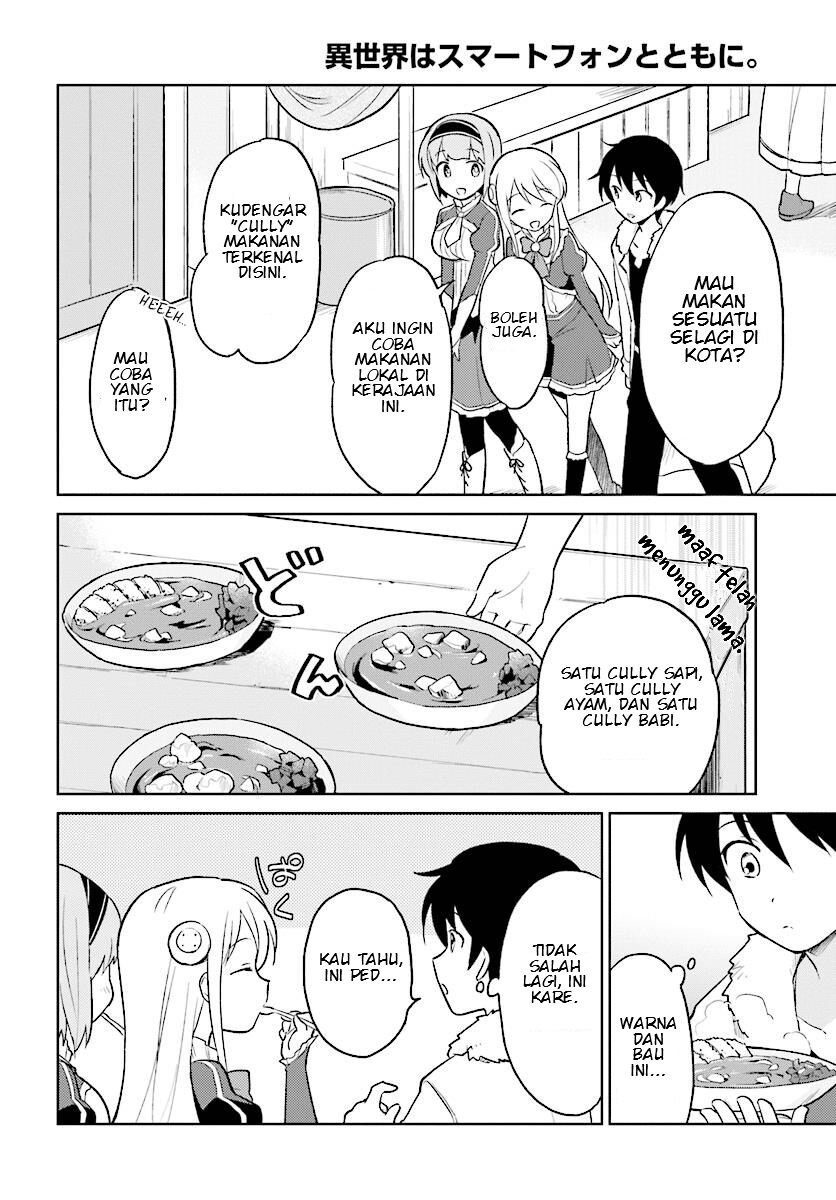 異世界はスマートフォンとともに。
MAU
MAKAN
SESUATU
SELAGI DI
KOTA?
BOLEH
JUGA.
AKU INGIN
COBA
MAKANAN
LOKAL DI
KERAJAAN
INI.
KUDENGAR
"CULLY"
MAKANAN
TERKENAL
DISINI.
HEEEH..
MAU
COBA
YANG
ITU?
maaf telah
menunggu lama.
SATU CULLY SAPI,
SATU CULLY
AYAM, DAN SATU
CULLY BABI.
どん
WARNA
DAN
BAU
INI...
TIDAK
SALAH
LAGI, INI
KARE.
KAU TAHU,
INI PED...
ぱく